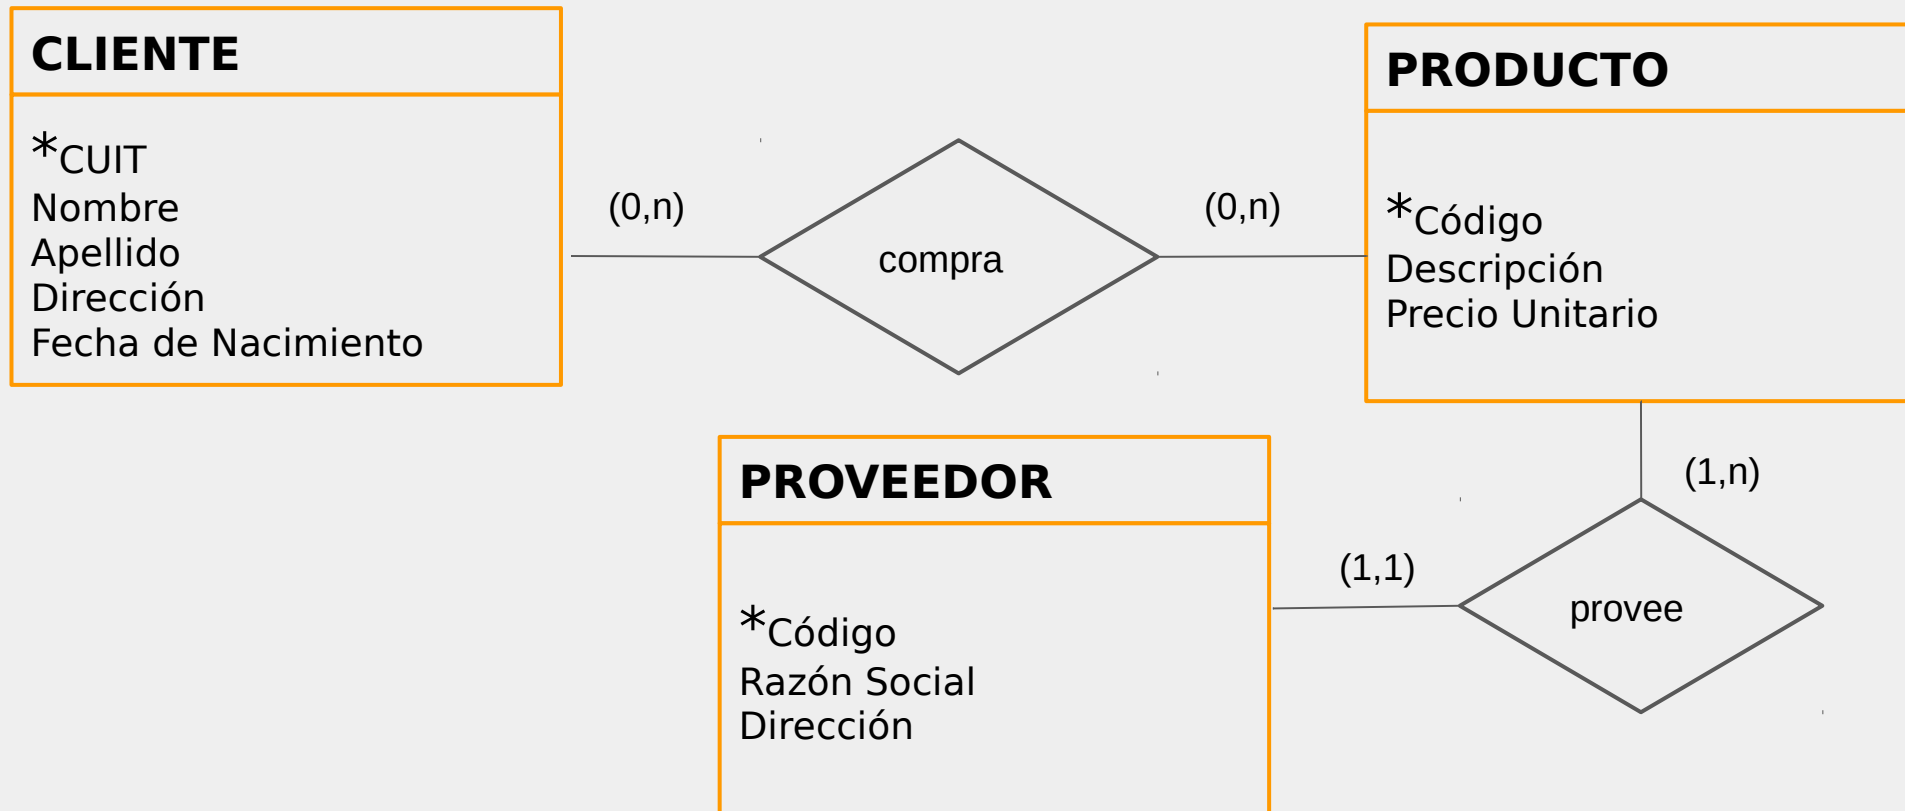 CLIENTE
*CUIT
Nombre
Apellido
Dirección
Fecha de Nacimiento
(0,n)
compra
(0,n)
PRODUCTO
*Código
Descripción
Precio Unitario
PROVEEDOR
*Código
Razón Social
Dirección
(1,1)
provee
(1,n)